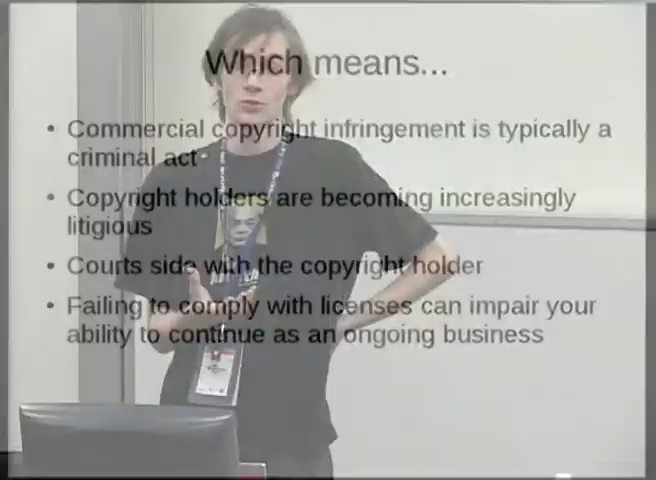 Which means...
• Commercial copyright infringement is typically a
criminal act
• Copyright holders are becoming increasingly
litigious
• Courts side with the copyright holder
• Failing to comply with licenses can impair your
ability to continue as an ongoing business